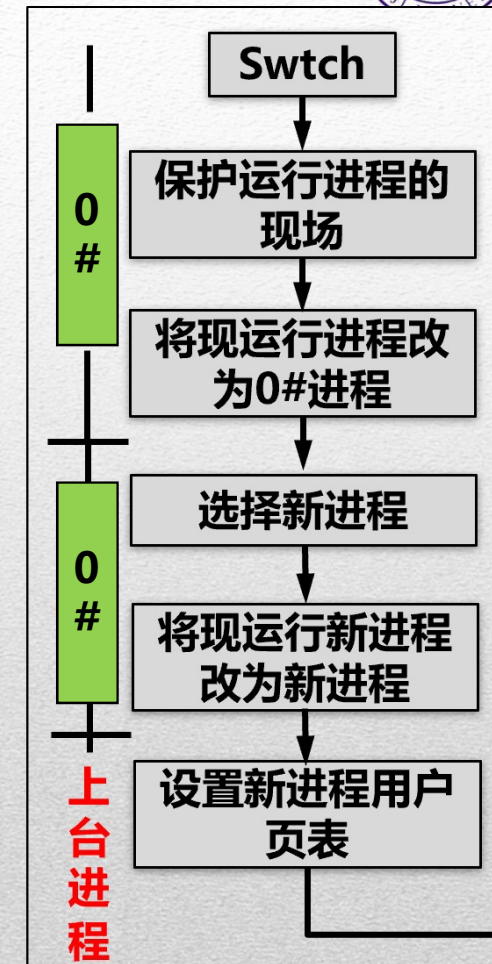 Swtch
0
#
保护运行进程的
现场
将现运行进程改
为0#进程
选择新进程
0
#
将现运行新进程
改为新进程
设置新进程用户
页表
上
台
进
程